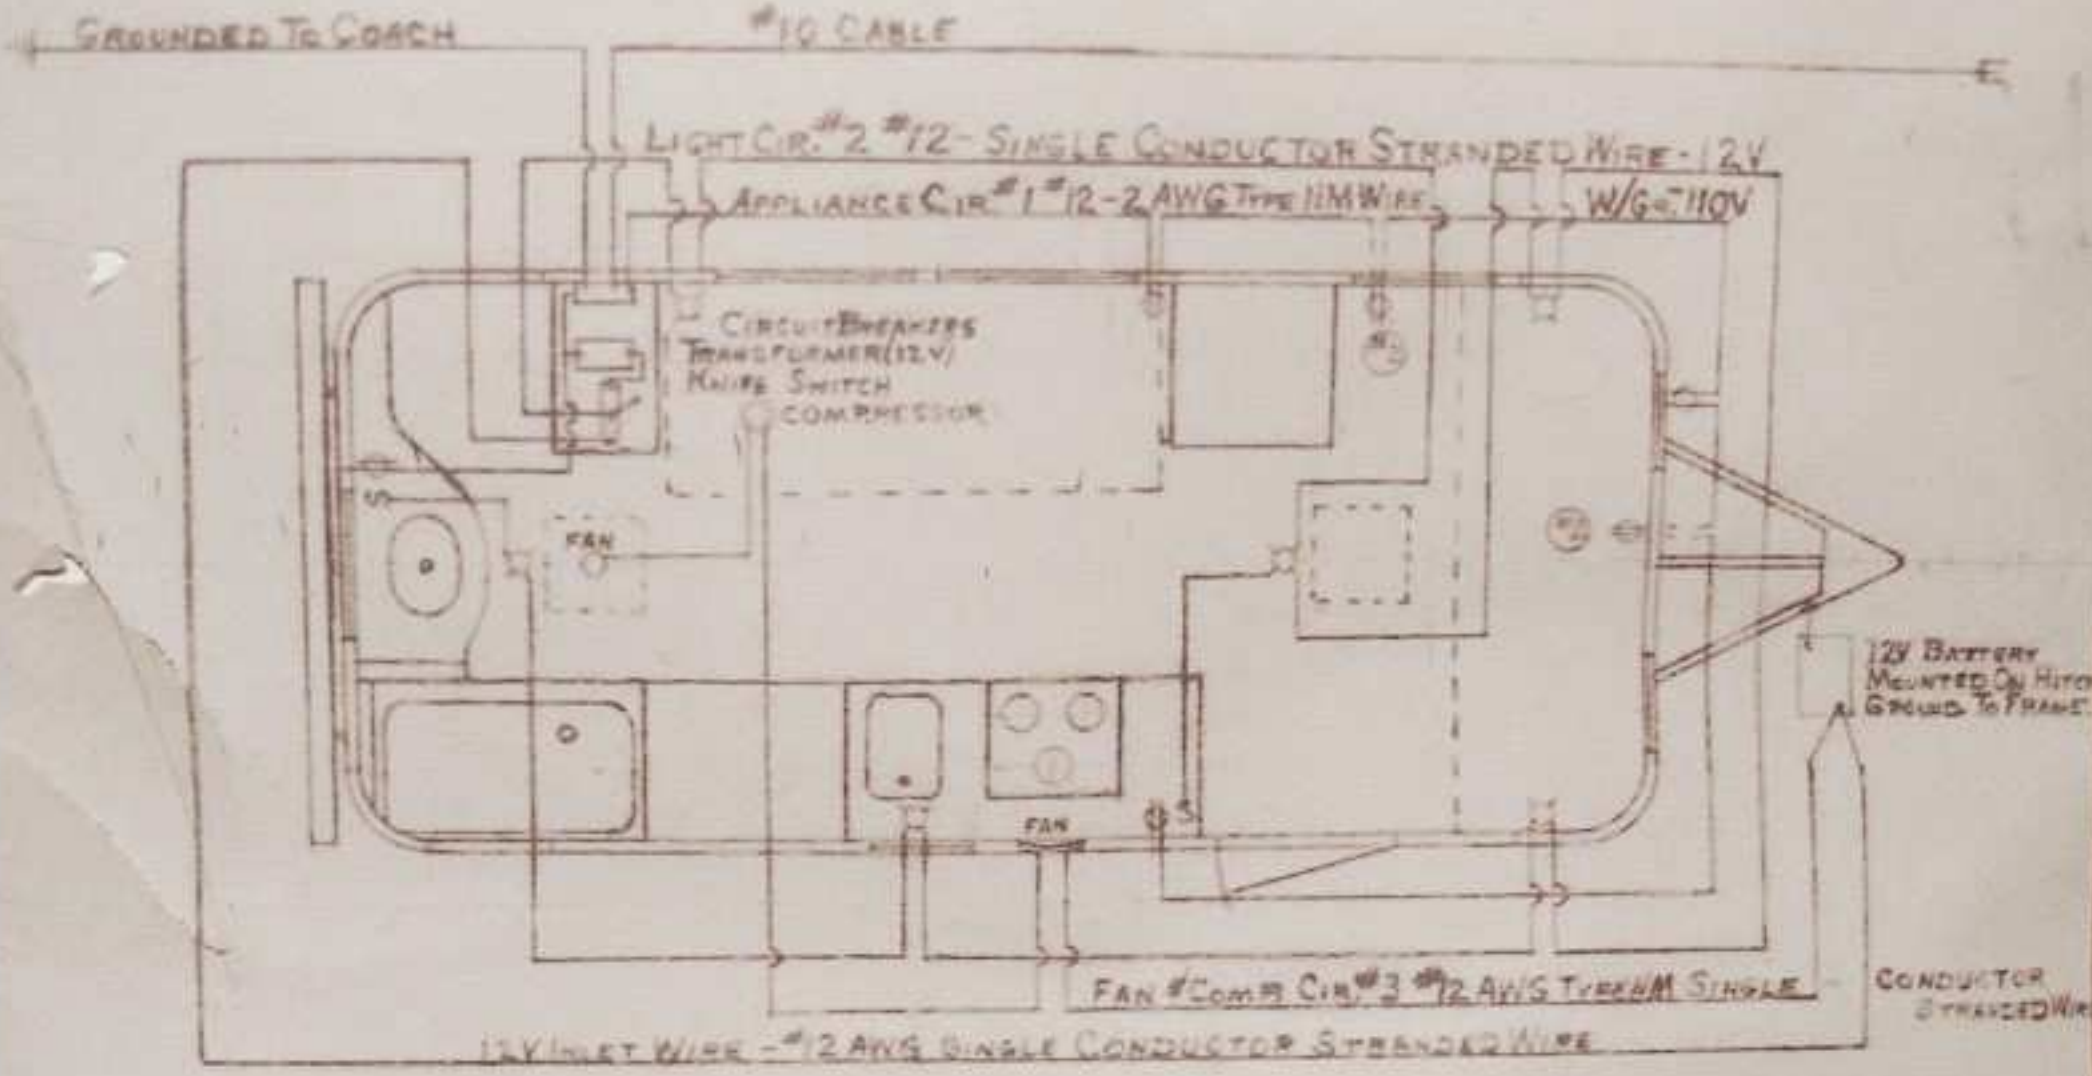 GROUNDED TO COACH
#10 CABLE
LIGHT CIR. #2 #12 - SINGLE CONDUCTOR STRANDED WIRE - 12V
APPLIANCE CIR. #1 #12-2 AWG TYPE NM WIRE W/G - 110V
CIRCUIT BREAKERS
TRANSFORMER (12V)
KNIFE SWITCH
COMPRESSOR
#2
S
FAN
#2
12V BATTERY
MOUNTED ON HITCH
GROUND TO FRAME
S
FAN
FAN & COMPR CIR. #3 #12 AWG TYPE NM SINGLE CONDUCTOR
STRANDED WIRE
12V INLET WIRE - #12 AWG SINGLE CONDUCTOR STRANDED WIRE